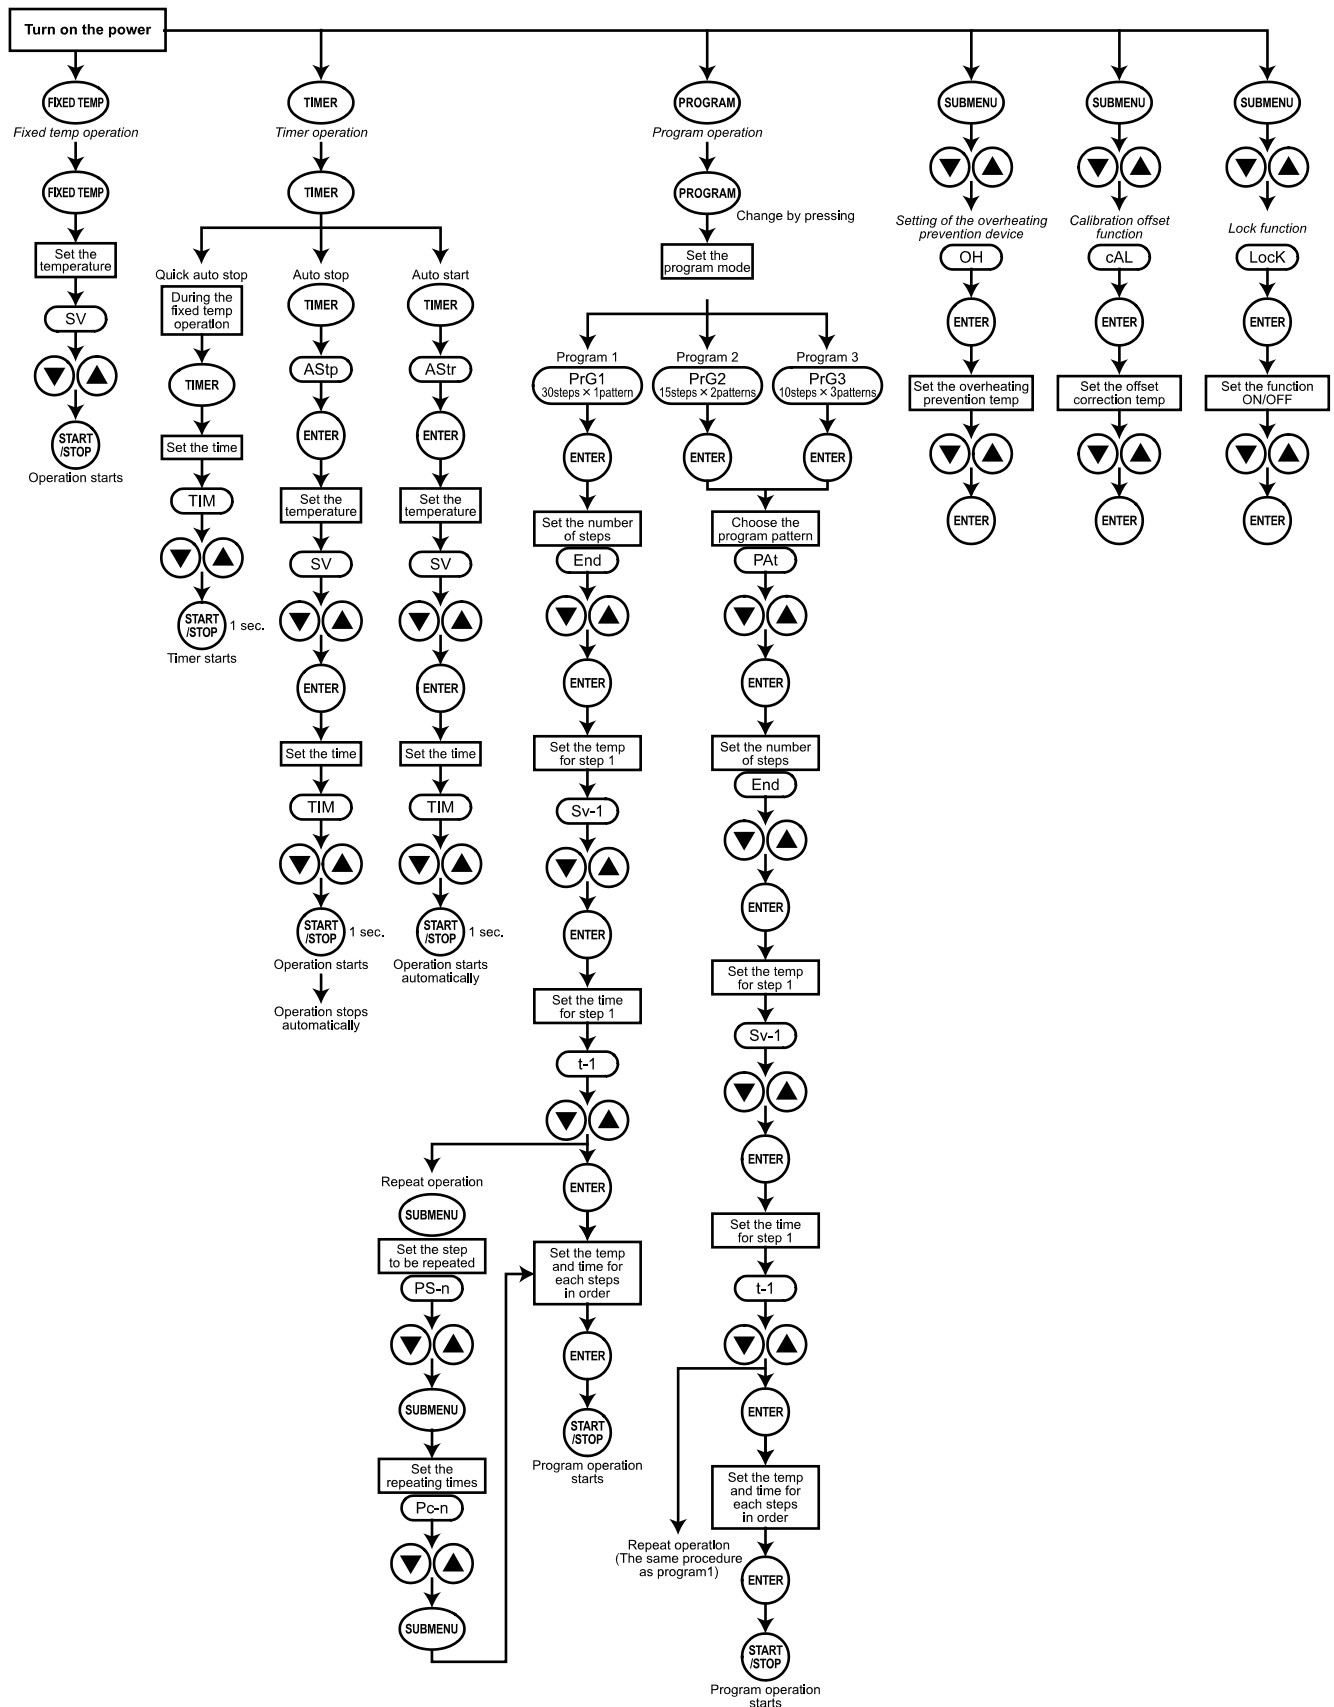 Turn on the power
FIXED TEMP
Fixed temp operation
FIXED TEMP
Set the
temperature
SV
START
/STOP
Operation starts
TIMER
Timer operation
TIMER
Quick auto stop
During the
fixed temp
operation
TIMER
Set the time
TIM
START
/STOP
1 sec.
Timer starts
Auto stop
TIMER
AStp
ENTER
Set the
temperature
SV
ENTER
Set the time
TIM
START
/STOP
1 sec.
Operation starts
Operation stops
automatically
Auto start
TIMER
AStr
ENTER
Set the
temperature
SV
ENTER
Set the time
TIM
START
/STOP
1 sec.
Operation starts
automatically
PROGRAM
Program operation
PROGRAM
Change by pressing
Set the
program mode
Program 1
PrG1
30steps × 1pattern
ENTER
Set the number
of steps
End
ENTER
Set the temp
for step 1
Sv-1
ENTER
Set the time
for step 1
t-1
ENTER
Set the temp
and time for
each steps
in order
ENTER
START
/STOP
Program operation
starts
Repeat operation
SUBMENU
Set the step
to be repeated
PS-n
SUBMENU
Set the
repeating times
Pc-n
SUBMENU
Program 2
PrG2
15steps × 2patterns
ENTER
Program 3
PrG3
10steps × 3patterns
ENTER
Choose the
program pattern
PAt
ENTER
Set the number
of steps
End
ENTER
Set the temp
for step 1
Sv-1
ENTER
Set the time
for step 1
t-1
ENTER
Set the temp
and time for
each steps
in order
ENTER
START
/STOP
Program operation
starts
Repeat operation
(The same procedure
as program1)
SUBMENU
Setting of the overheating
prevention device
OH
ENTER
Set the overheating
prevention temp
ENTER
SUBMENU
Calibration offset
function
cAL
ENTER
Set the offset
correction temp
ENTER
SUBMENU
Lock function
LocK
ENTER
Set the function
ON/OFF
ENTER